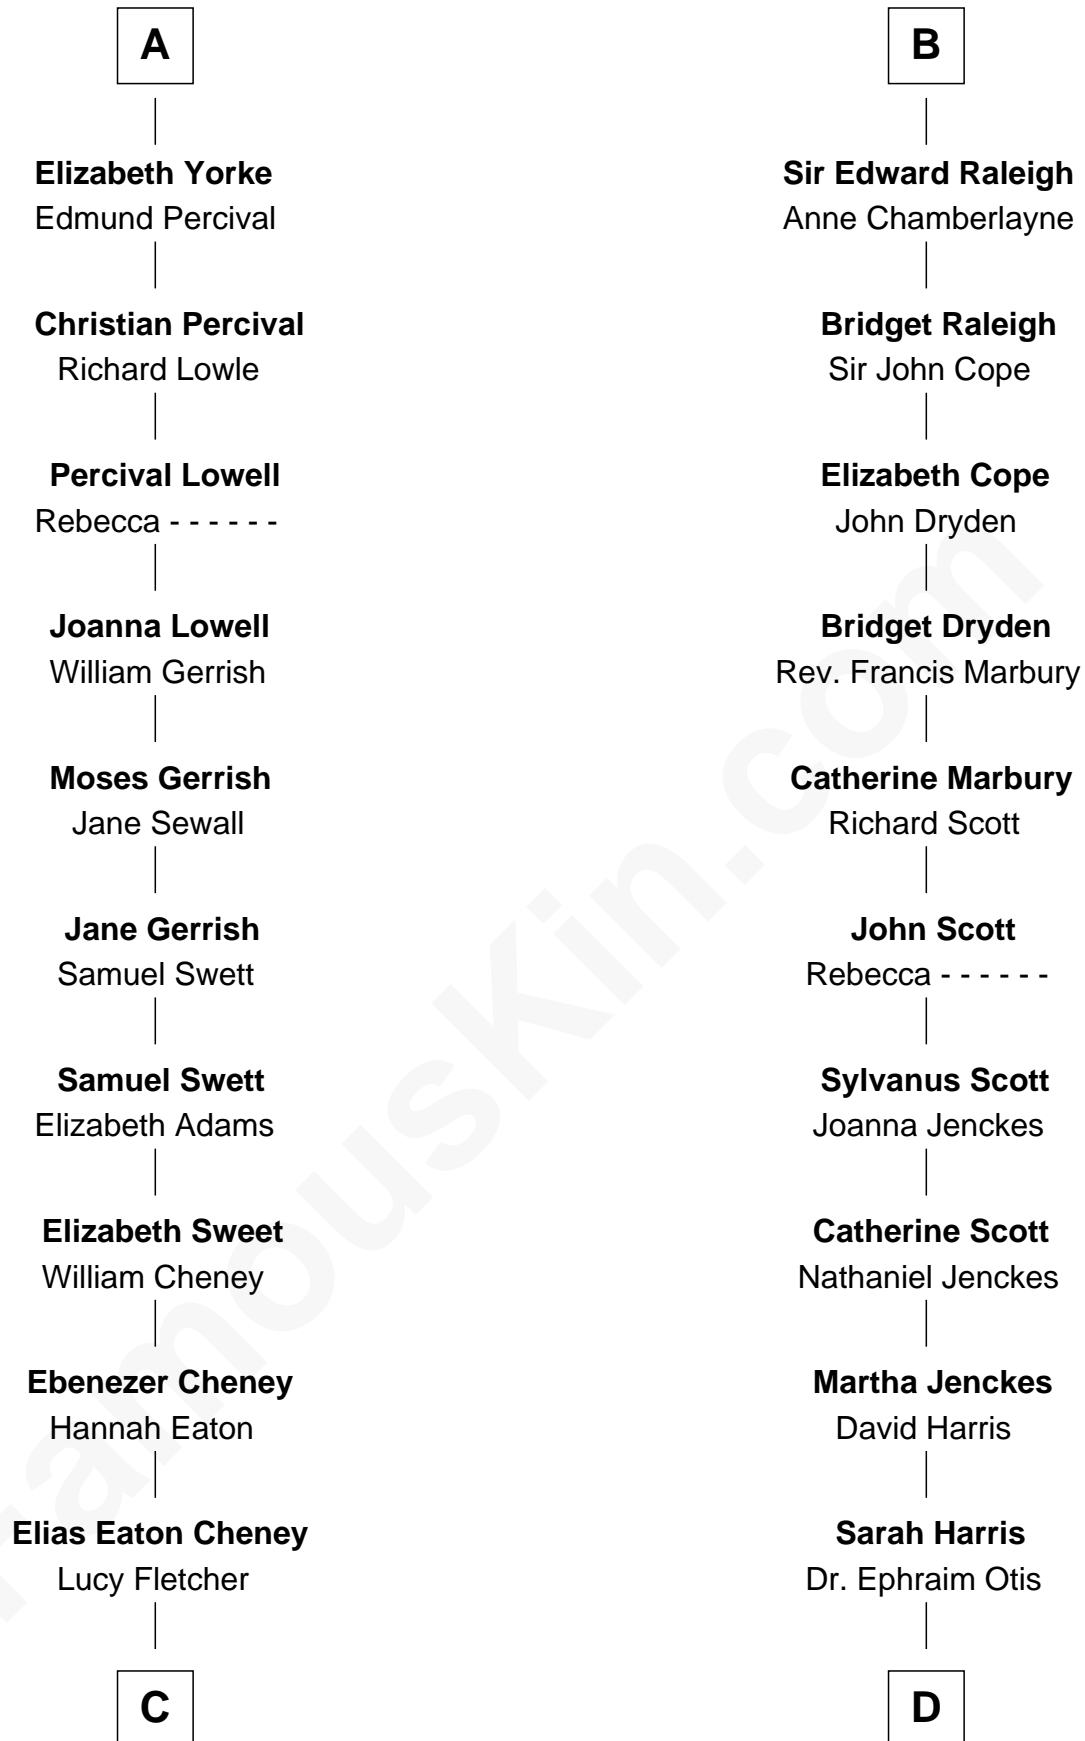 A
Elizabeth Yorke
Edmund Percival
Christian Percival
Richard Lowle
Percival Lowell
Rebecca - - - - - -
Joanna Lowell
William Gerrish
Moses Gerrish
Jane Sewall
Jane Gerrish
Samuel Swett
Samuel Swett
Elizabeth Adams
Elizabeth Sweet
William Cheney
Ebenezer Cheney
Hannah Eaton
Elias Eaton Cheney
Lucy Fletcher
C
B
Sir Edward Raleigh
Anne Chamberlayne
Bridget Raleigh
Sir John Cope
Elizabeth Cope
John Dryden
Bridget Dryden
Rev. Francis Marbury
Catherine Marbury
Richard Scott
John Scott
Rebecca - - - - - -
Sylvanus Scott
Joanna Jenckes
Catherine Scott
Nathaniel Jenckes
Martha Jenckes
David Harris
Sarah Harris
Dr. Ephraim Otis
D
FamousKin.com